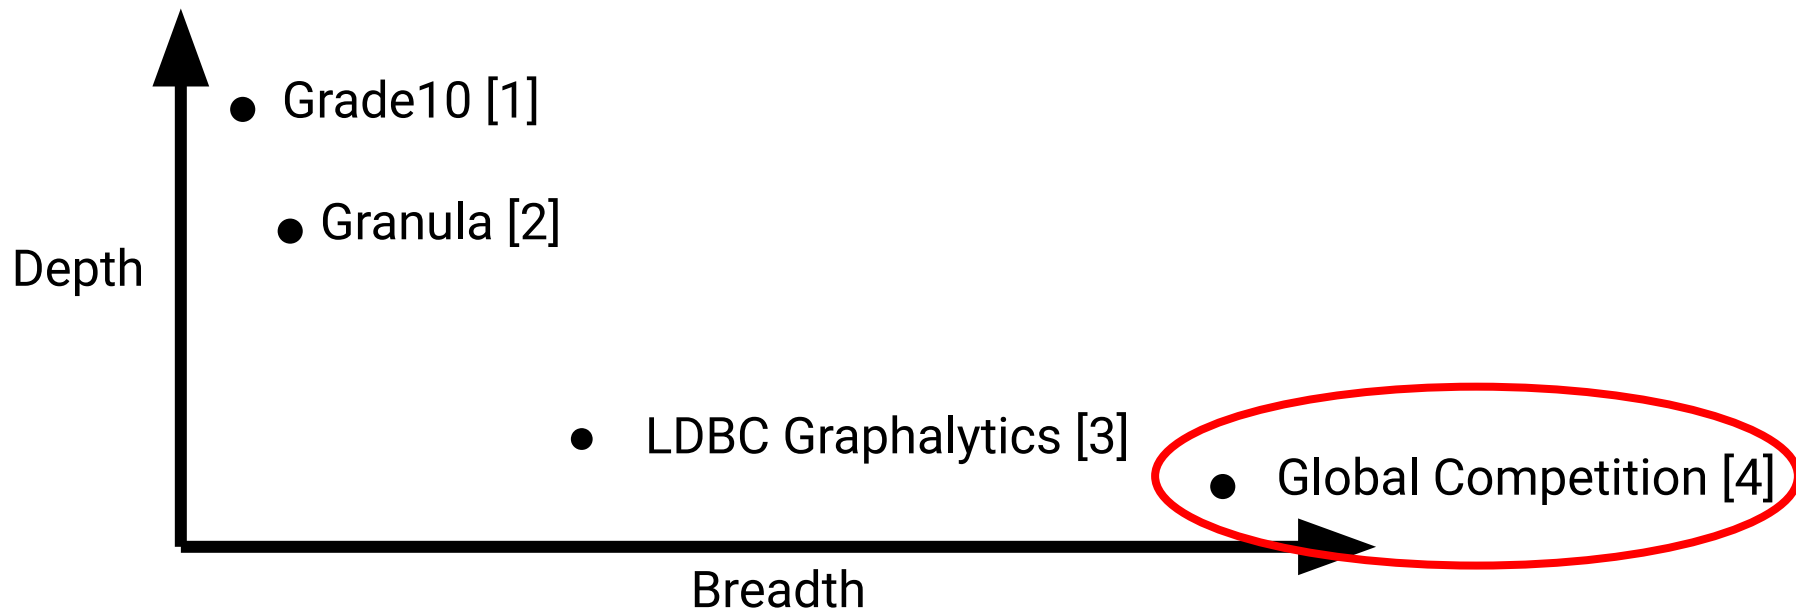 Grade10 [1]
Granula [2]
Depth
LDBC Graphalytics [3]
Global Competition [4]
Breadth